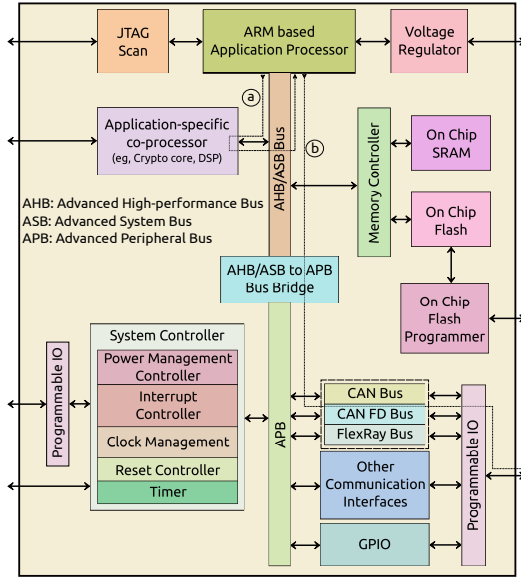 JTAG
Scan
ARM based
Application Processor
Voltage
Regulator
a
b
Application-specific
co-processor
(eg, Crypto core, DSP)
AHB/ASB Bus
Memory Controller
On Chip
SRAM
On Chip
Flash
On Chip
Flash
Programmer
AHB: Advanced High-performance Bus
ASB: Advanced System Bus
APB: Advanced Peripheral Bus
AHB/ASB to APB
Bus Bridge
Programmable IO
System Controller
Power Management
Controller
Interrupt
Controller
Clock Management
Reset Controller
Timer
APB
CAN Bus
CAN FD Bus
FlexRay Bus
Other
Communication
Interfaces
GPIO
Programmable IO